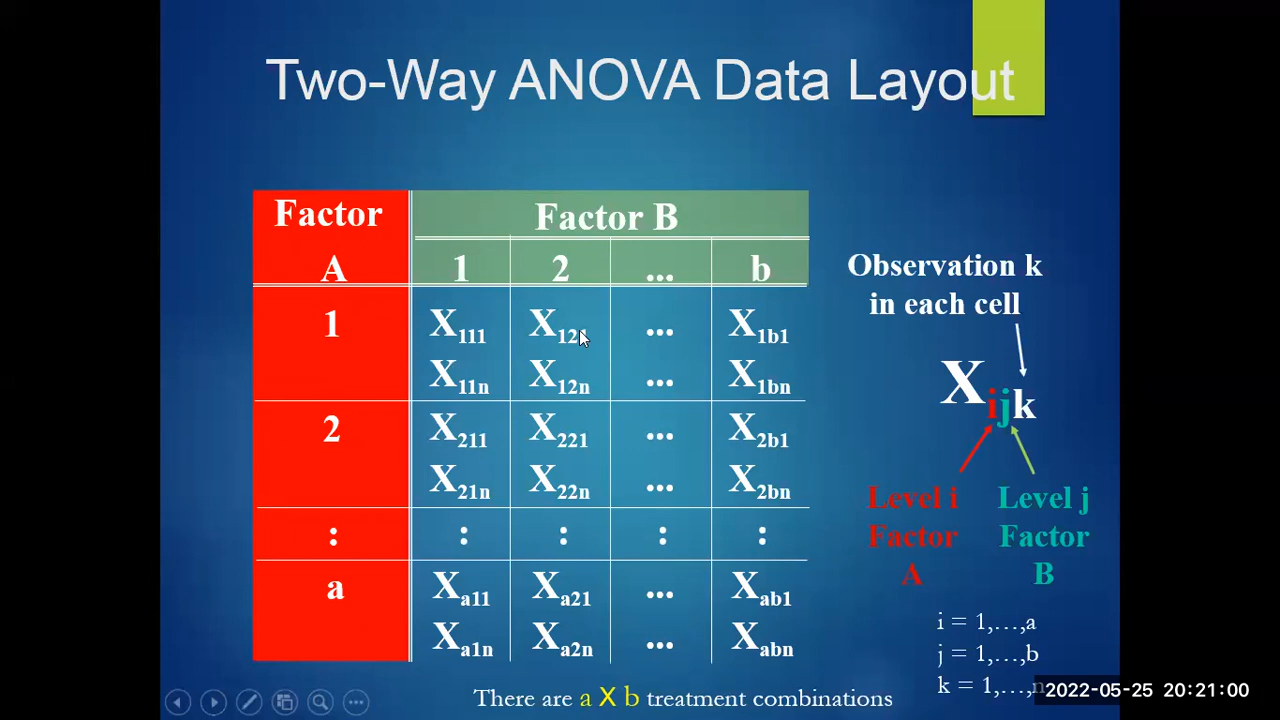 Two-Way ANOVA Data Layout
Factor A Factor B
1 2 ... b
1 X111 X121 ... X1b1
X11n X12n ... X1bn
2 X211 X221 ... X2b1
X21n X22n ... X2bn
: : : : :
a Xa11 Xa21 ... Xab1
Xa1n Xa2n ... Xabn
There are a X b treatment combinations
Observation k
in each cell
Xijk
Level i
Factor
A
Level j
Factor
B
i = 1,…,a
j = 1,…,b
k = 1,…,n
2022-05-25 20:21:00